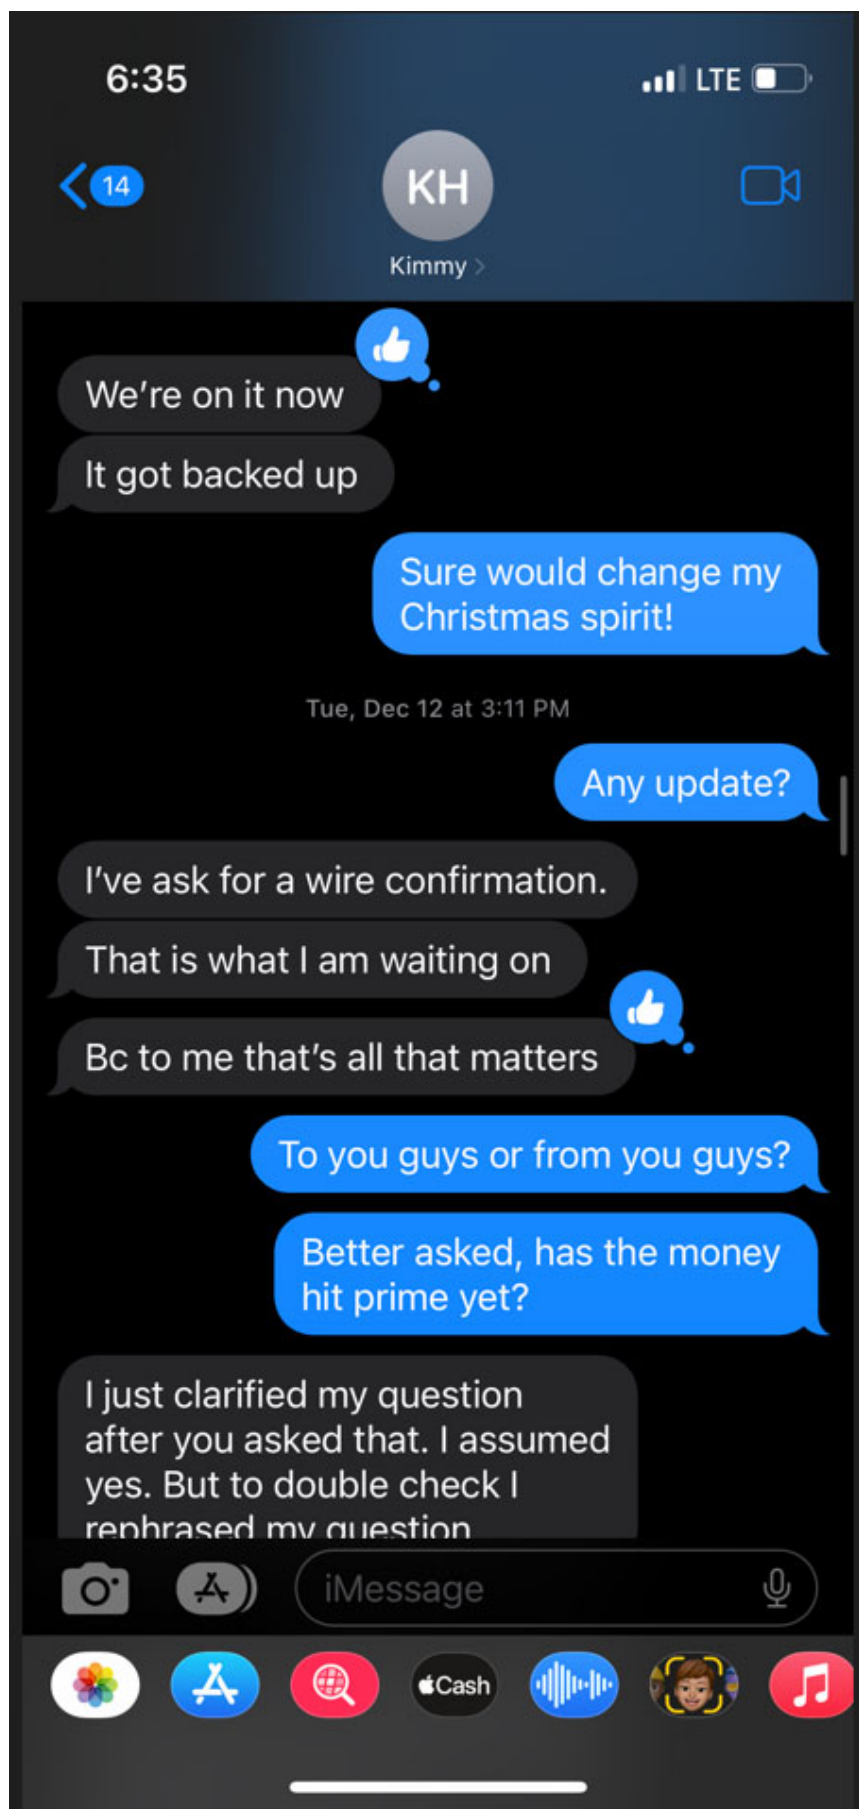 6:35
LTE
14
KH
Kimmy
We're on it now
It got backed up
Sure would change my
Christmas spirit!
Tue, Dec 12 at 3:11 PM
Any update?
I've ask for a wire confirmation.
That is what I am waiting on
Bc to me that's all that matters
To you guys or from you guys?
Better asked, has the money
hit prime yet?
I just clarified my question
after you asked that. I assumed
yes. But to double check I
rephrased my question
iMessage
Cash